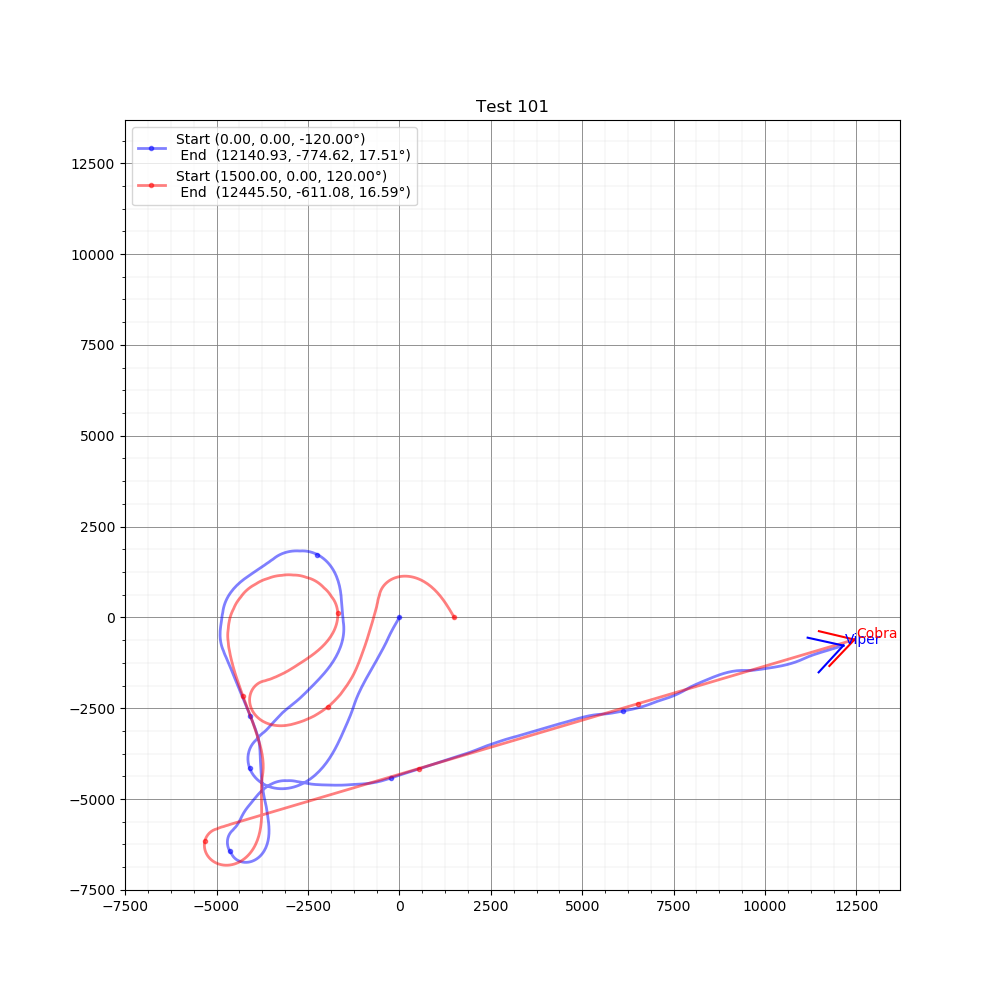 Test 101
Start (0.00, 0.00, -120.00°)
End (12140.93, -774.62, 17.51°)
Start (1500.00, 0.00, 120.00°)
End (12445.50, -611.08, 16.59°)
12500
10000
7500
5000
2500
0
−2500
−5000
−7500
Cobra
Viper
−7500 −5000 −2500 0 2500 5000 7500 10000 12500